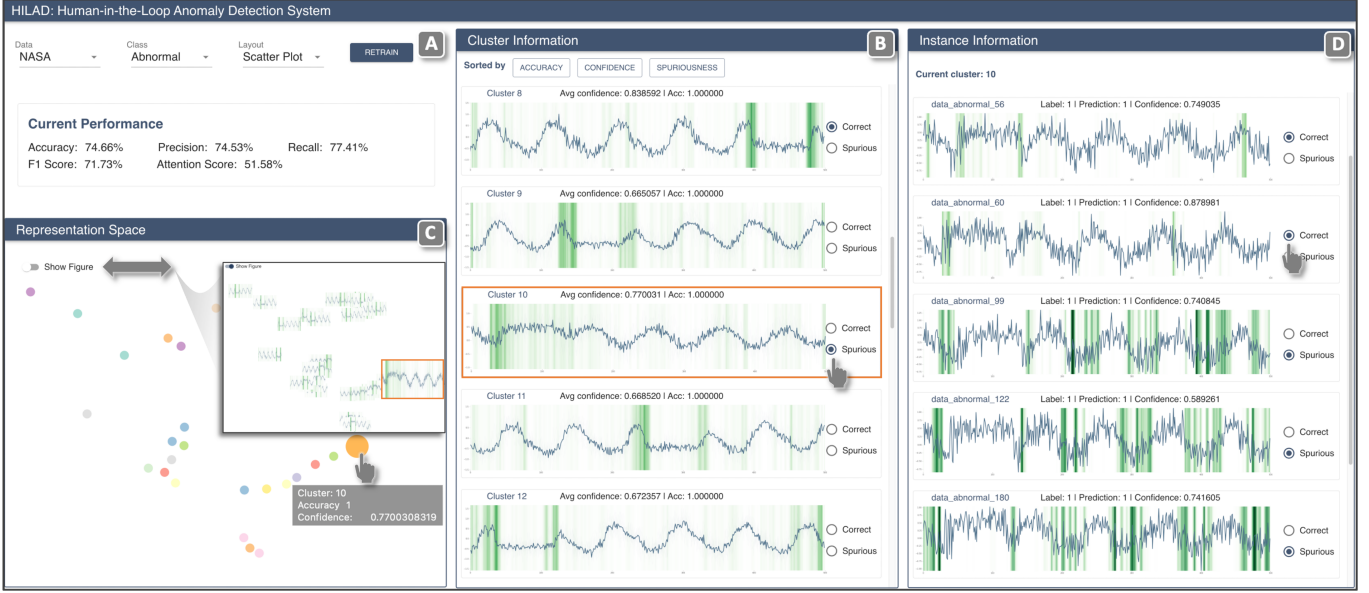 HILAD: Human-in-the-Loop Anomaly Detection System
A
Data
NASA
Class
Abnormal
Layout
Scatter Plot
RETRAIN
Current Performance
Accuracy: 74.66% Precision: 74.53% Recall: 77.41%
F1 Score: 71.73% Attention Score: 51.58%
Representation Space
C
Show Figure
Show Figure
Cluster: 10
Accuracy 1
Confidence: 0.7700308319
Cluster Information
B
Sorted by ACCURACY CONFIDENCE SPURIOUSNESS
Cluster 8 Avg confidence: 0.838592 I Acc: 1.000000
Correct
Spurious
Cluster 9 Avg confidence: 0.665057 I Acc: 1.000000
Correct
Spurious
Cluster 10 Avg confidence: 0.770031 I Acc: 1.000000
Correct
Spurious
Cluster 11 Avg confidence: 0.668520 I Acc: 1.000000
Correct
Spurious
Cluster 12 Avg confidence: 0.672357 I Acc: 1.000000
Correct
Spurious
Instance Information
D
Current cluster: 10
data_abnormal_56 Label: 1 I Prediction: 1 I Confidence: 0.749035
Correct
Spurious
data_abnormal_60 Label: 1 I Prediction: 1 I Confidence: 0.878981
Correct
Spurious
data_abnormal_99 Label: 1 I Prediction: 1 I Confidence: 0.740845
Correct
Spurious
data_abnormal_122 Label: 1 I Prediction: 1 I Confidence: 0.589261
Correct
Spurious
data_abnormal_180 Label: 1 I Prediction: 1 I Confidence: 0.741605
Correct
Spurious